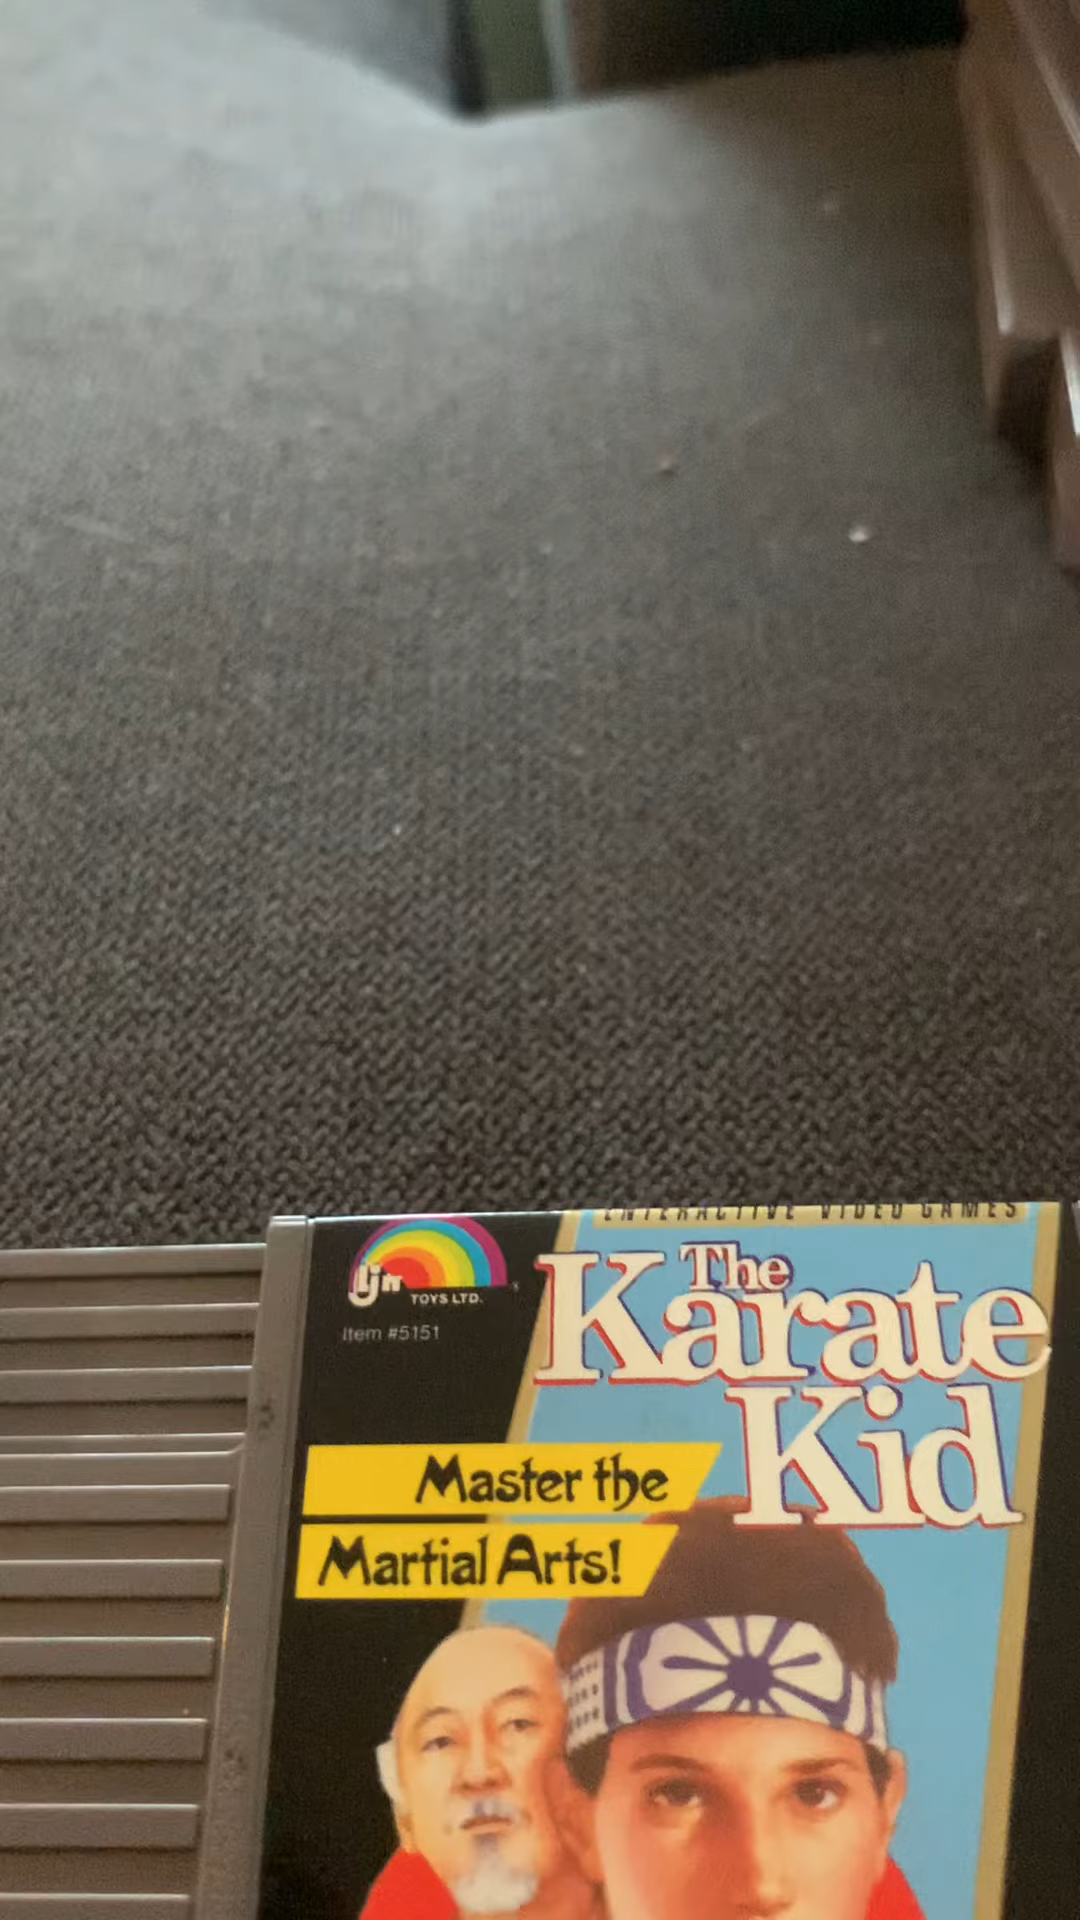 INTERACTIVE VIDEO GAMES
LJN
TOYS LTD.
Item #5151
The
Karate
Kid
Master the
Martial Arts!